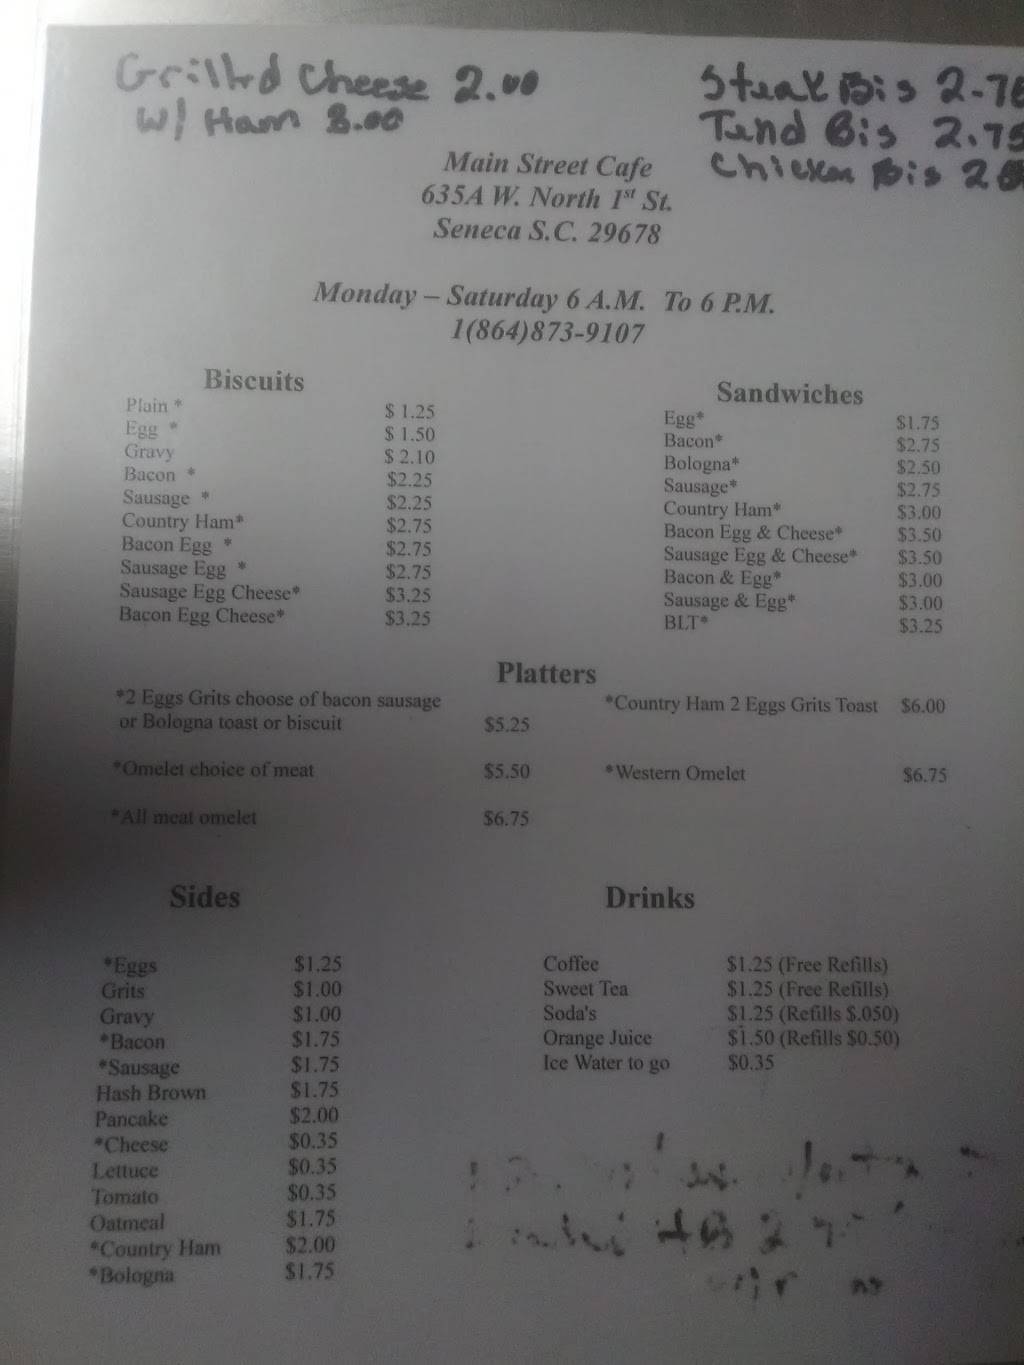 Grilled Cheese 2.00
W/ Ham 3.00
Steak Bis 2.75
Tend Bis 2.75
Chicken Bis
Main Street Cafe
635A W. North 1st St.
Seneca S.C. 29678
Monday – Saturday 6 A.M. To 6 P.M.
1(864)873-9107
Biscuits
Plain * $ 1.25
Egg * $ 1.50
Gravy $ 2.10
Bacon * $2.25
Sausage * $2.25
Country Ham* $2.75
Bacon Egg * $2.75
Sausage Egg * $2.75
Sausage Egg Cheese* $3.25
Bacon Egg Cheese* $3.25
Sandwiches
Egg* $1.75
Bacon* $2.75
Bologna* $2.50
Sausage* $2.75
Country Ham* $3.00
Bacon Egg & Cheese* $3.50
Sausage Egg & Cheese* $3.50
Bacon & Egg* $3.00
Sausage & Egg* $3.00
BLT* $3.25
Platters
*2 Eggs Grits choose of bacon sausage
or Bologna toast or biscuit $5.25
*Omelet choice of meat $5.50
*All meat omelet $6.75
*Country Ham 2 Eggs Grits Toast $6.00
*Western Omelet $6.75
Sides
*Eggs $1.25
Grits $1.00
Gravy $1.00
*Bacon $1.75
*Sausage $1.75
Hash Brown $1.75
Pancake $2.00
*Cheese $0.35
Lettuce $0.35
Tomato $0.35
Oatmeal $1.75
*Country Ham $2.00
*Bologna $1.75
Drinks
Coffee $1.25 (Free Refills)
Sweet Tea $1.25 (Free Refills)
Soda's $1.25 (Refills $.050)
Orange Juice $1.50 (Refills $0.50)
Ice Water to go $0.35